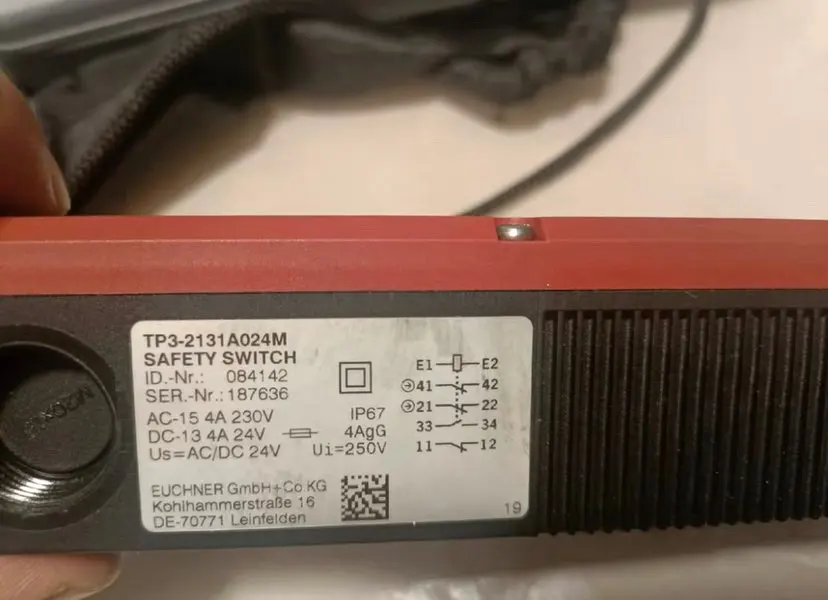 TP3-2131A024M
SAFETY SWITCH
ID.-Nr.: 084142
SER.-Nr.: 187636
AC-15 4A 230V IP67
DC-13 4A 24V 4AgG
Us=AC/DC 24V Ui=250V
EUCHNER GmbH+Co.KG
Kohlhammerstraße 16
DE-70771 Leinfelden
E1 E2
41 42
21 22
33 34
11 12
19